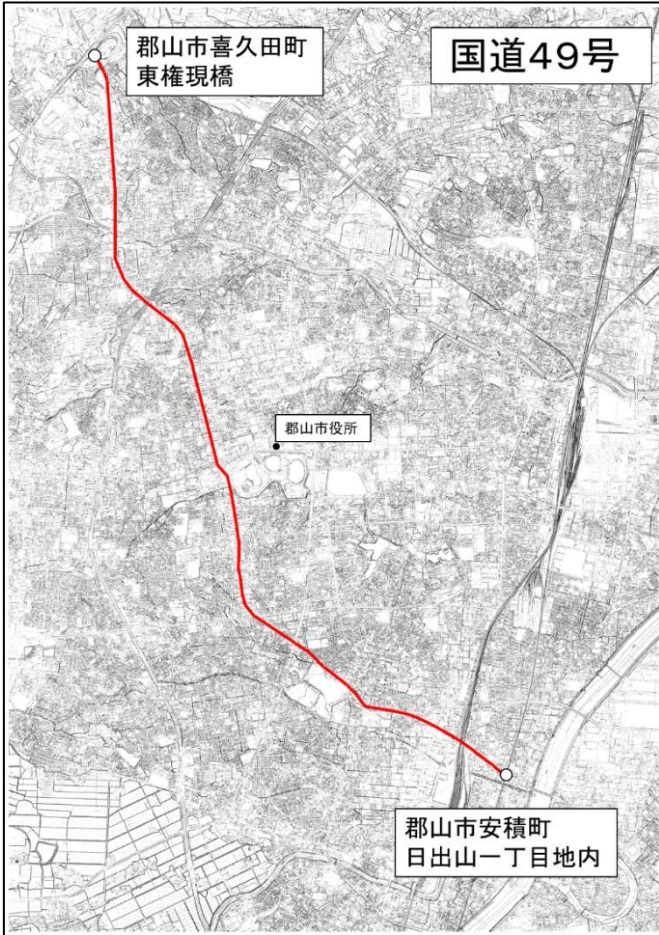 国道49号
郡山市喜久田町
東権現橋
郡山市役所
郡山市安積町
日出山一丁目地内